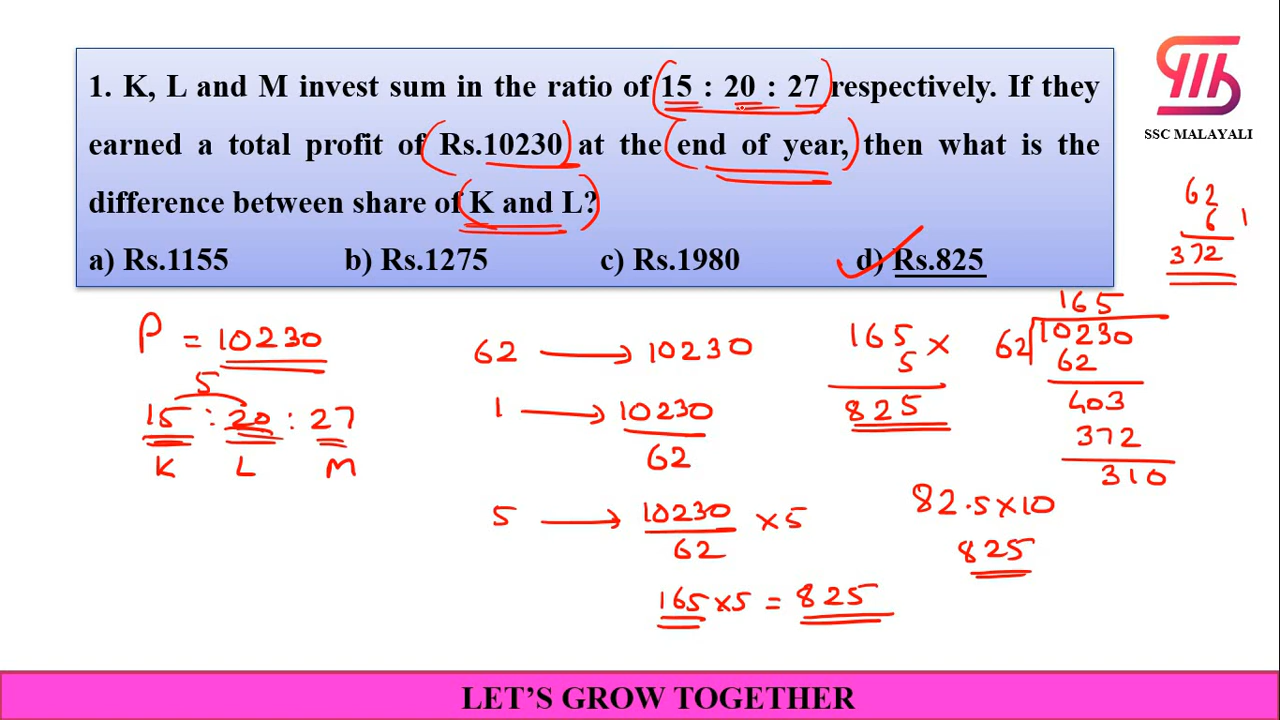 1. K, L and M invest sum in the ratio of 15 : 20 : 27 respectively. If they
earned a total profit of Rs.10230 at the end of year, then what is the
difference between share of K and L?
a) Rs.1155 b) Rs.1275 c) Rs.1980 d) Rs.825
SSC MALAYALI
62
6 1
372
P = 10230
5
15 : 20 : 27
K L M
62 → 10230
1 → 10230
62
5 → 10230 × 5
62
165 × 5 = 825
165 ×
5
825
165
62 10230
62
403
372
310
82.5 × 10
825
LET'S GROW TOGETHER